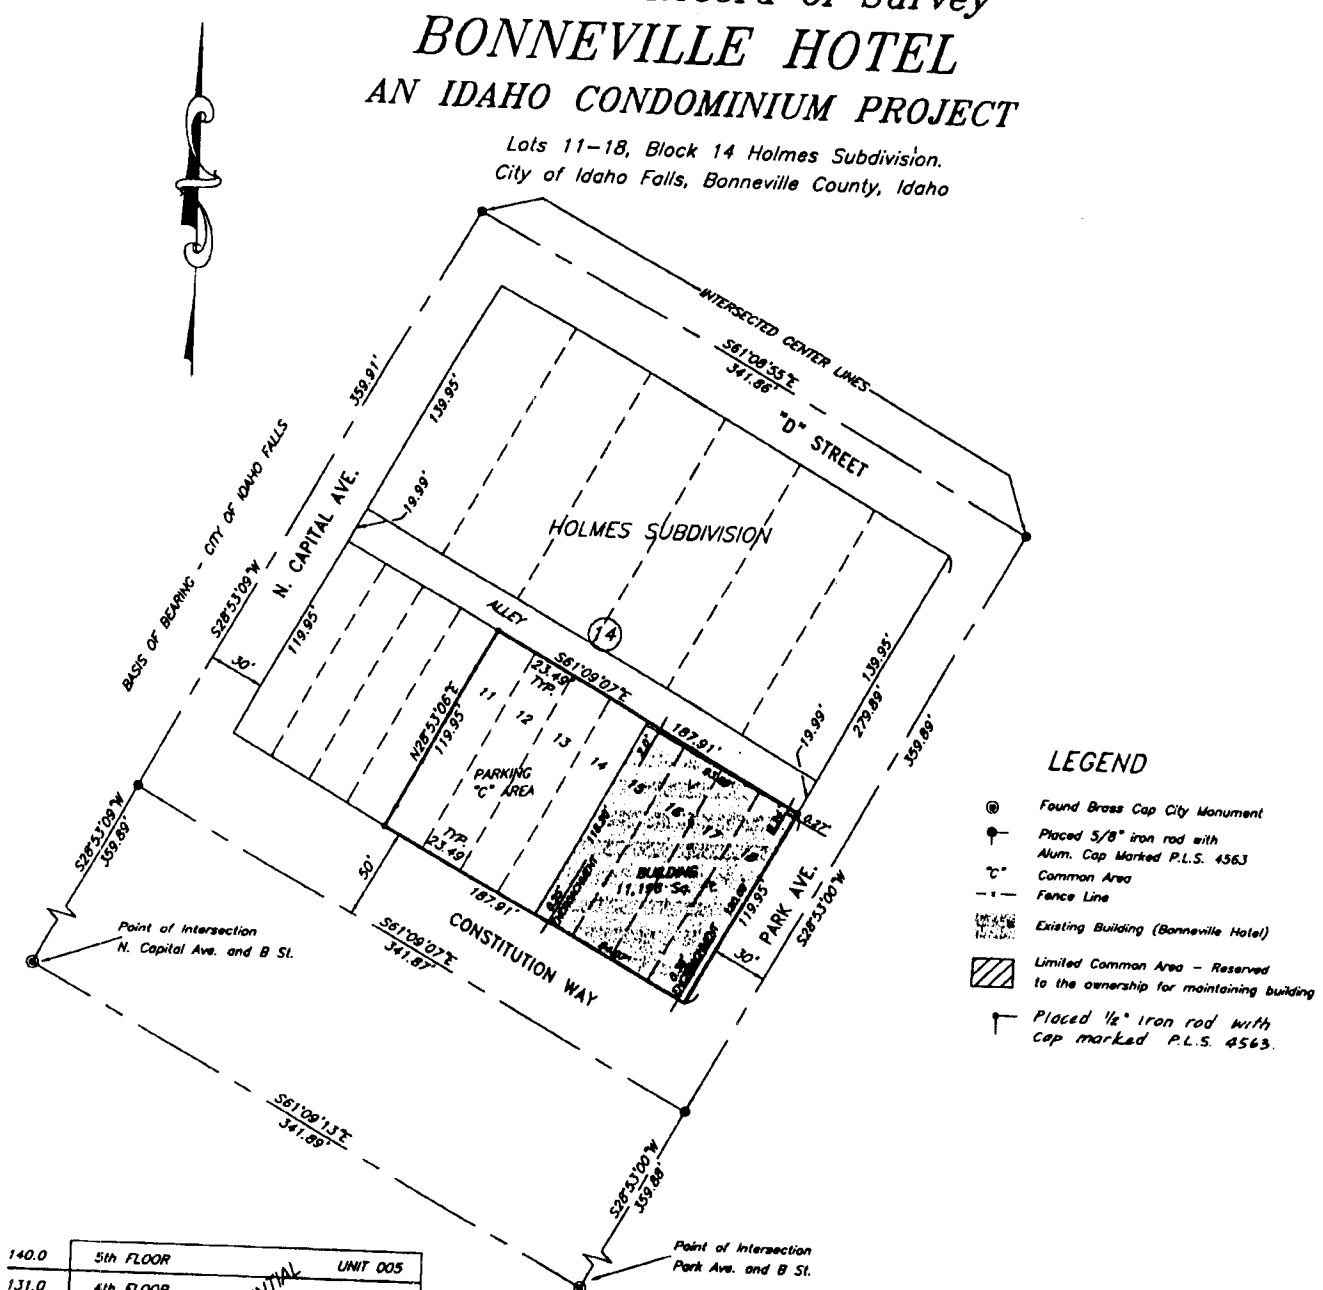 Record of Survey
BONNEVILLE HOTEL
AN IDAHO CONDOMINIUM PROJECT
Lots 11-18, Block 14 Holmes Subdivision.
City of Idaho Falls, Bonneville County, Idaho
INTERSECTED CENTER LINES
S61°08'55"E
341.86'
"D" STREET
359.91'
139.95'
BASIS OF BEARING - CITY OF IDAHO FALLS
N. CAPITAL AVE.
19.99'
S28°53'09"W
30'
119.95'
HOLMES SUBDIVISION
ALLEY
14
S61°09'07"E
23.49'
TYP.
187.91'
N28°53'06"E
119.95'
11
12
13
14
15
16
17
18
PARKING
"C" AREA
TYP.
23.49'
BUILDING
11,198 Sq. Ft.
ENCROACHMENT
ENCROACHMENT
119.95'
0.27'
19.99'
139.95'
279.89'
359.89'
PARK AVE.
S28°53'00"W
30'
50'
187.91'
CONSTITUTION WAY
S61°09'07"E
341.87'
S28°53'09"W
359.89'
Point of Intersection
N. Capital Ave. and B St.
S61°09'13"E
341.89'
S28°53'00"W
359.88'
Point of Intersection
Park Ave. and B St.
LEGEND
Found Brass Cap City Monument
Placed 5/8" iron rod with
Alum. Cap Marked P.L.S. 4563
"C" Common Area
Fence Line
Existing Building (Bonneville Hotel)
Limited Common Area - Reserved
to the ownership for maintaining building
Placed 1/2" iron rod with
Cap marked P.L.S. 4563.
140.0 5th FLOOR UNIT 005
131.0 4th FLOOR